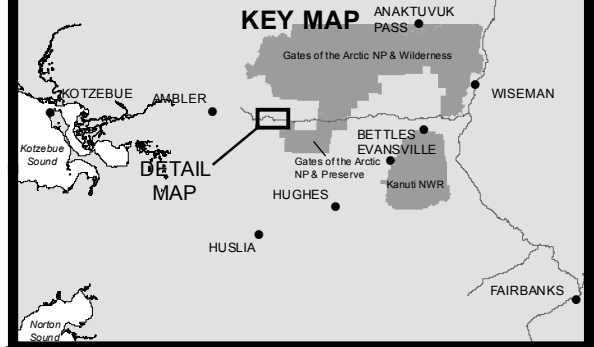 KEY MAP
ANAKTUVUK
PASS
Gates of the Arctic NP & Wilderness
KOTZEBUE
AMBLER
WISEMAN
Kotzebue
Sound
BETTLES
EVANSVILLE
DETAIL
MAP
Gates of the Arctic
NP & Preserve
Kanuti NWR
HUGHES
HUSLIA
FAIRBANKS
Norton
Sound